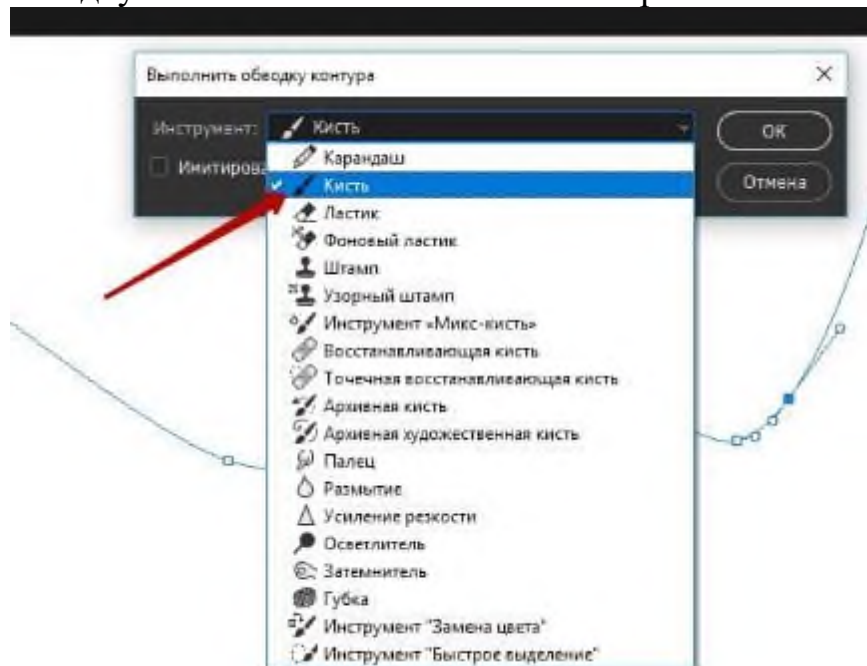 Выполнить обводку контура
Инструмент: Кисть
OK
Карандаш
Кисть
Отмена
Ластик
Фоновый ластик
Штамп
Узорный штамп
Инструмент «Микс-кисть»
Восстанавливающая кисть
Точечная восстанавливающая кисть
Архивная кисть
Архивная художественная кисть
Палец
Размытие
Усиление резкости
Осветлитель
Затемнитель
Губка
Инструмент "Замена цвета"
Инструмент "Быстрое выделение"